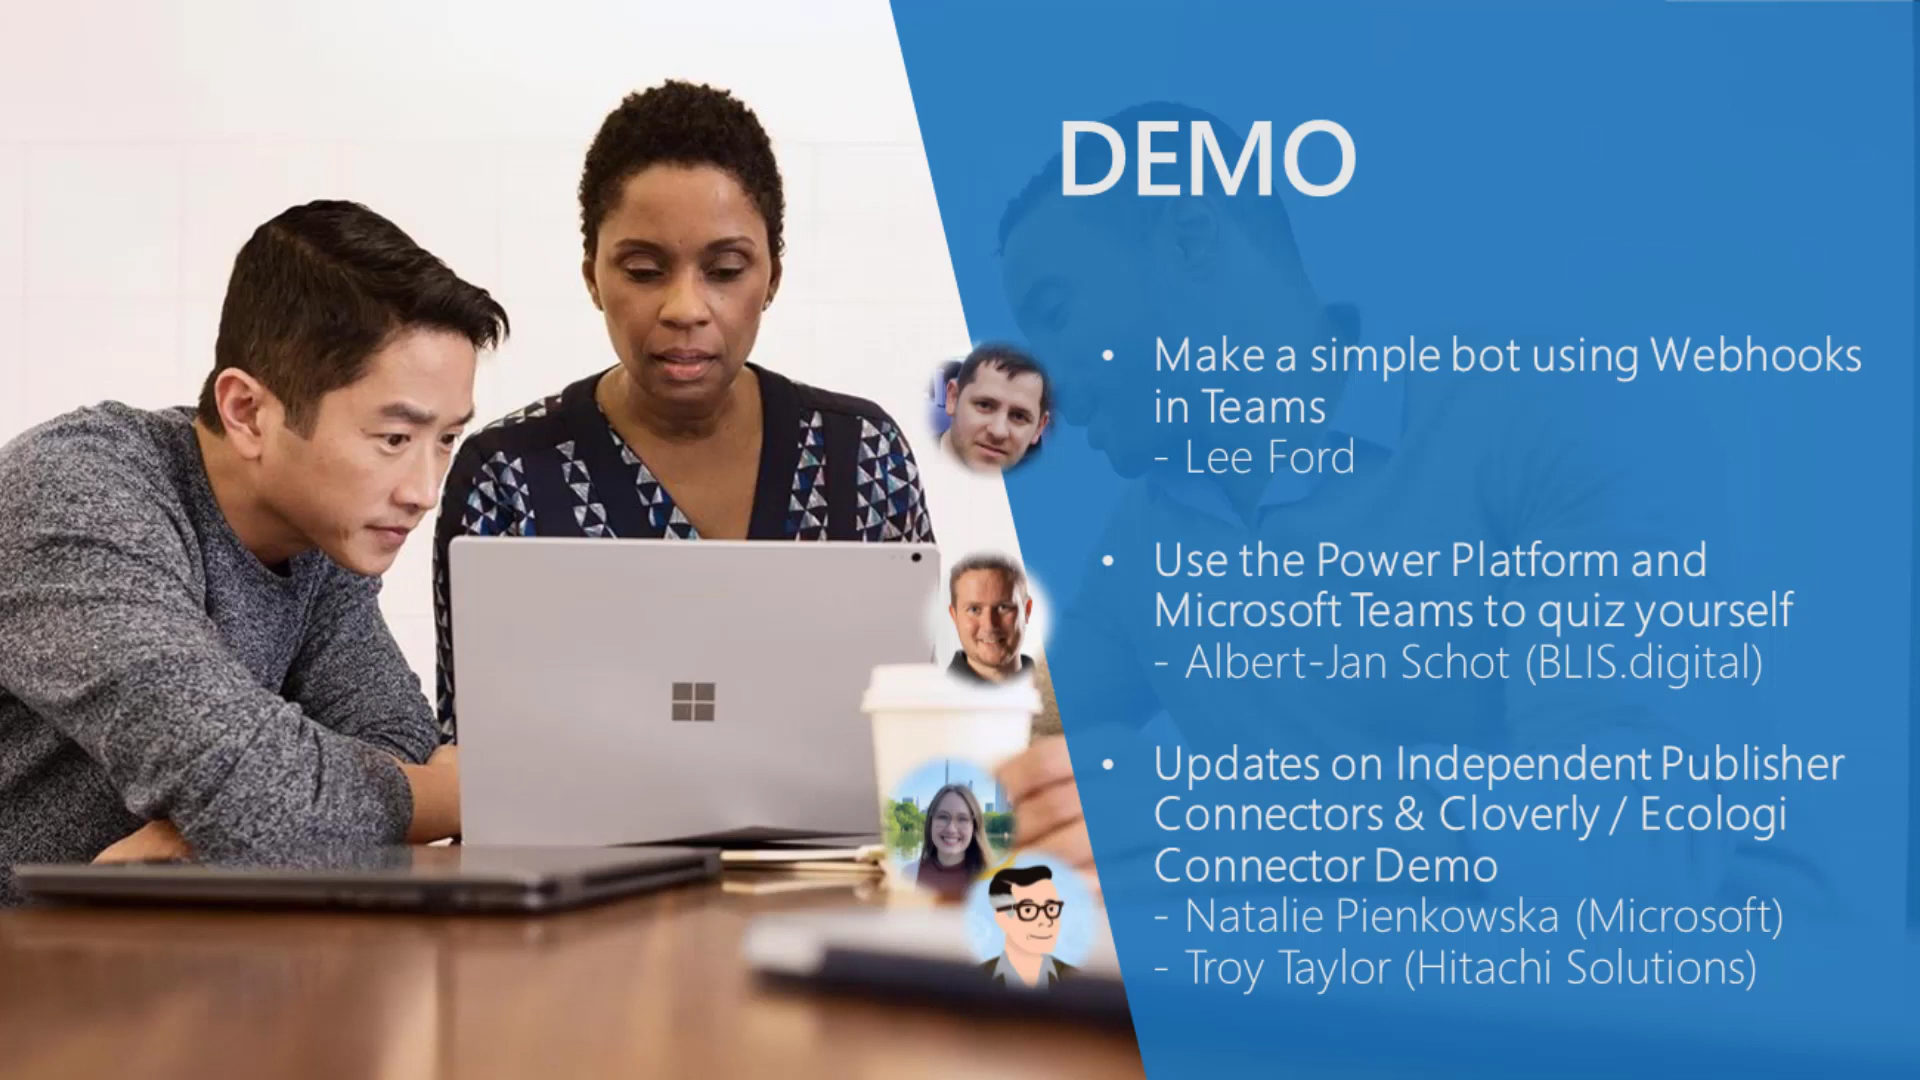 DEMO
• Make a simple bot using Webhooks
in Teams
- Lee Ford
• Use the Power Platform and
Microsoft Teams to quiz yourself
- Albert-Jan Schot (BLIS.digital)
• Updates on Independent Publisher
Connectors & Cloverly / Ecologi
Connector Demo
- Natalie Pienkowska (Microsoft)
- Troy Taylor (Hitachi Solutions)